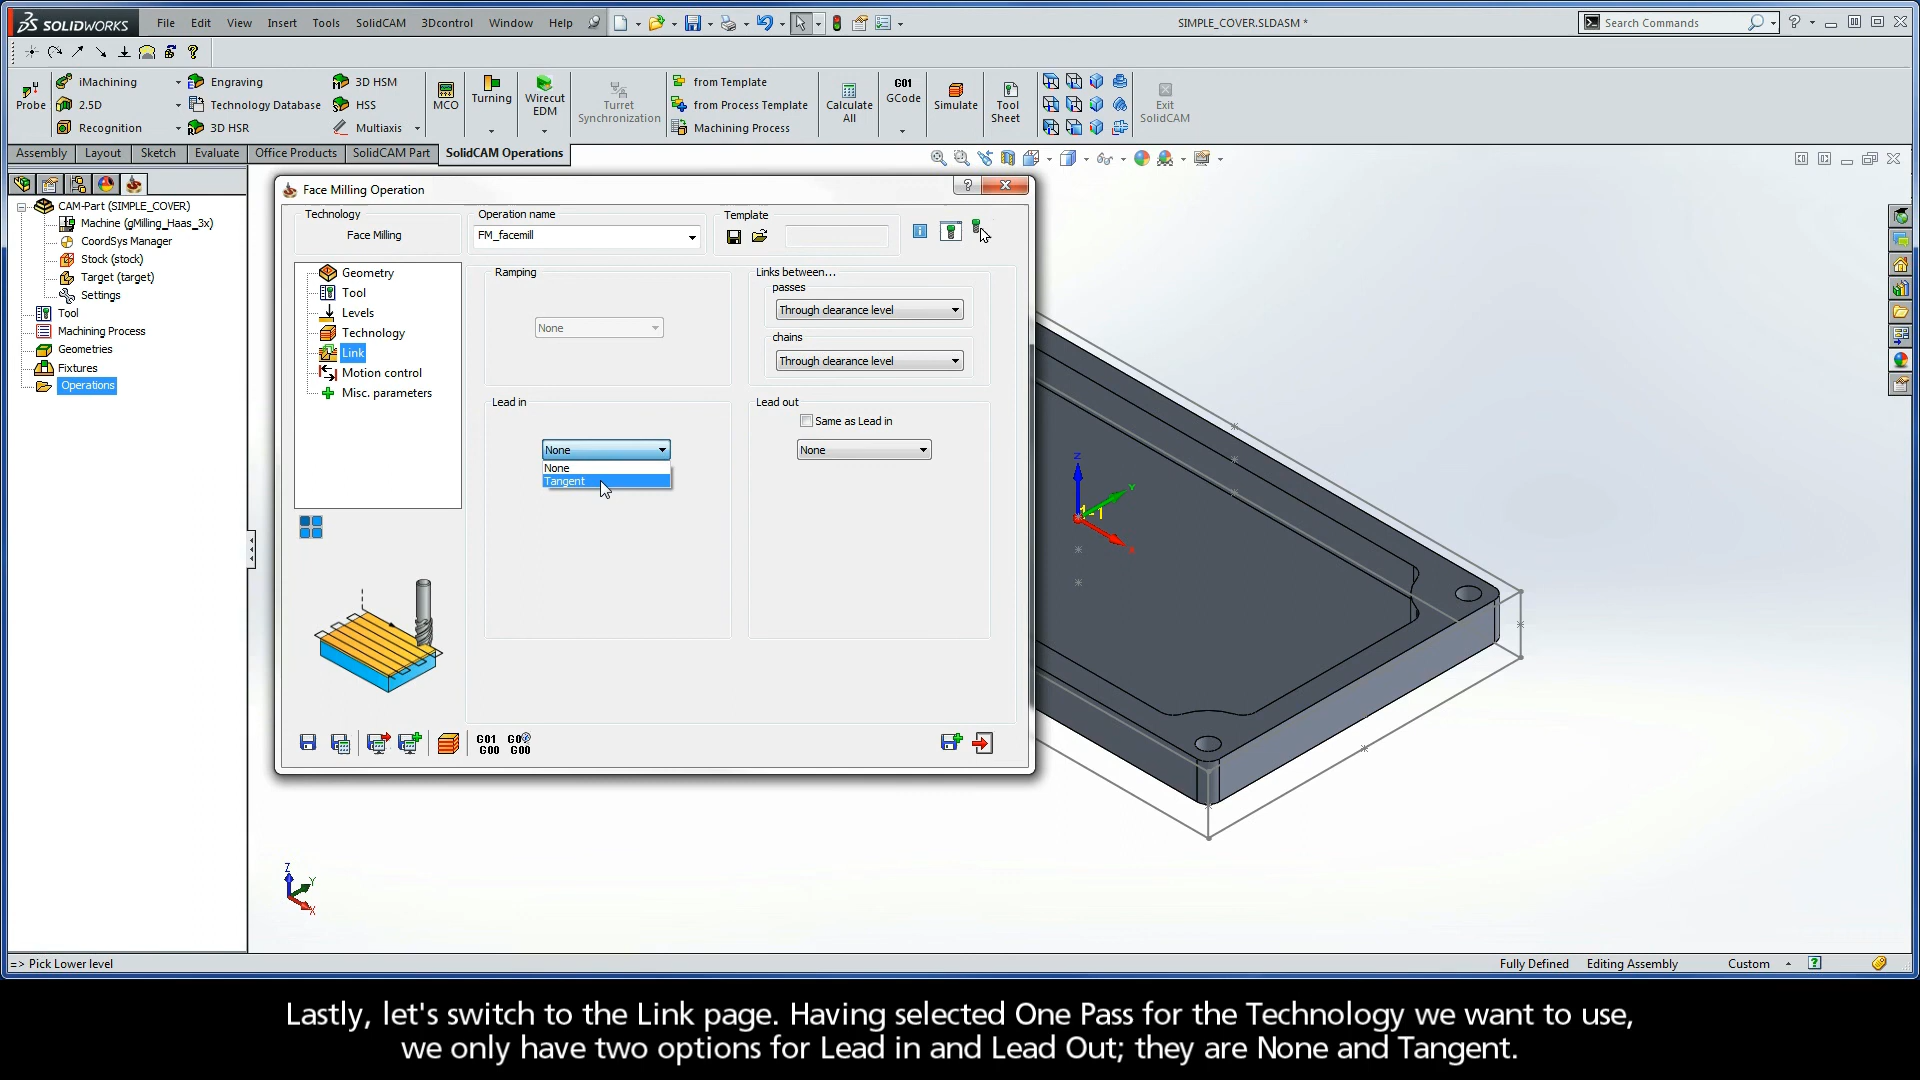 SOLIDWORKS File Edit View Insert Tools SolidCAM 3Dcontrol Window Help SIMPLE_COVER.SLDASM * Search Commands
iMachining Engraving 3D HSM from Template
Probe 2.5D Technology Database HSS MCO Turning Wirecut EDM Turret Synchronization from Process Template Calculate All G01 GCode Simulate Tool Sheet Exit SolidCAM
Recognition 3D HSR Multiaxis Machining Process
Assembly Layout Sketch Evaluate Office Products SolidCAM Part SolidCAM Operations
CAM-Part (SIMPLE_COVER)
Machine (gMilling_Haas_3x)
CoordSys Manager
Stock (stock)
Target (target)
Settings
Tool
Machining Process
Geometries
Fixtures
Operations
Face Milling Operation
Technology Operation name Template
Face Milling FM_facemill
Geometry
Tool
Levels
Technology
Link
Motion control
Misc. parameters
Ramping
None
Links between...
passes
Through clearance level
chains
Through clearance level
Lead in
None
None
Tangent
Lead out
Same as Lead in
None
G01 G00
G00
Z
Y
X
1-1
Z
Y
X
=> Pick Lower level Fully Defined Editing Assembly Custom
Lastly, let's switch to the Link page. Having selected One Pass for the Technology we want to use,
we only have two options for Lead in and Lead Out; they are None and Tangent.